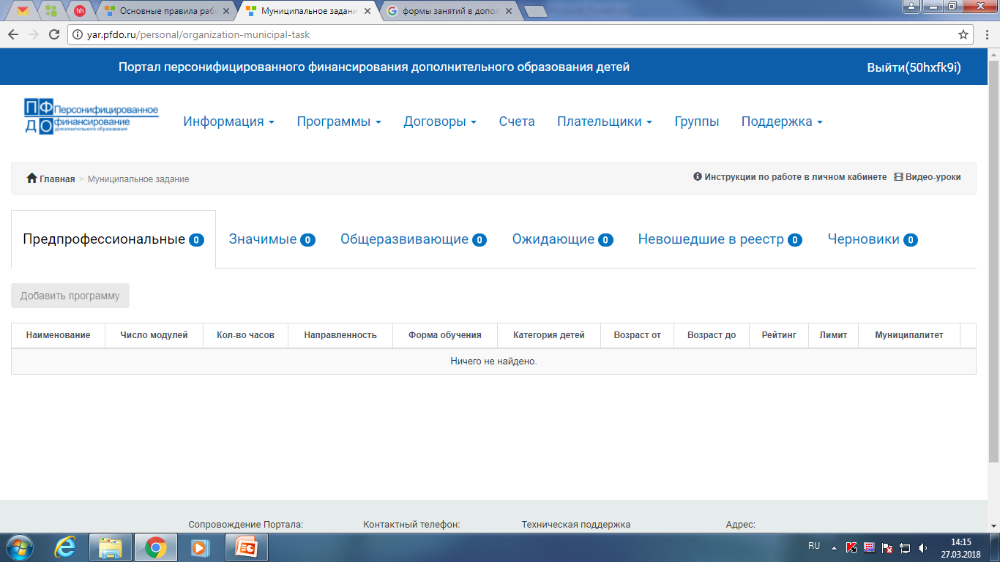 hh
Основные правила раб
Муниципальное задани
формы занятий в допол
yar.pfdo.ru/personal/organization-municipal-task
Портал персонифицированного финансирования дополнительного образования детей
Выйти(50hxfk9i)
ПФ ДО
Персонифицированное
финансирование
дополнительного образования
Информация
Программы
Договоры
Счета
Плательщики
Группы
Поддержка
Главная > Муниципальное задание
Инструкции по работе в личном кабинете
Видео-уроки
Предпрофессиональные 0
Значимые 0
Общеразвивающие 0
Ожидающие 0
Невошедшие в реестр 0
Черновики 0
Добавить программу
Наименование
Число модулей
Кол-во часов
Направленность
Форма обучения
Категория детей
Возраст от
Возраст до
Рейтинг
Лимит
Муниципалитет
Ничего не найдено.
Сопровождение Портала:
Контактный телефон:
Техническая поддержка
Адрес:
RU
14:15
27.03.2018